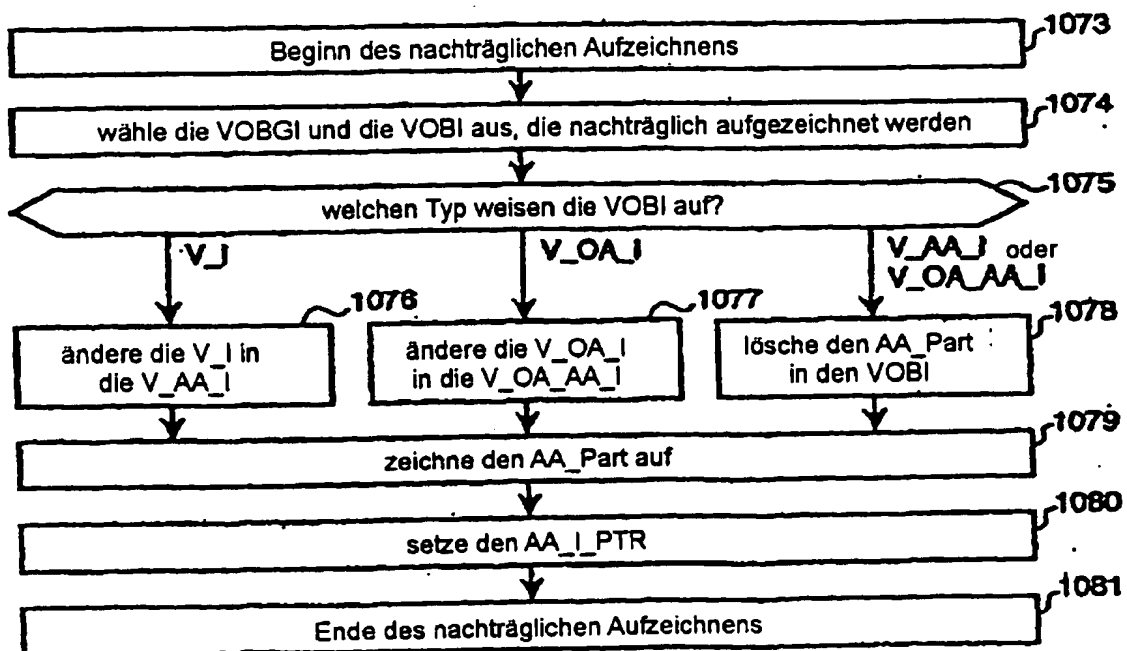 1073
Beginn des nachträglichen Aufzeichnens
1074
wähle die VOBGI und die VOBI aus, die nachträglich aufgezeichnet werden
1075
welchen Typ weisen die VOBI auf?
V_I
V_OA_I
V_AA_I oder
V_OA_AA_I
1076
ändere die V_I in
die V_AA_I
1077
ändere die V_OA_I
in die V_OA_AA_I
1078
lösche den AA_Part
in den VOBI
1079
zeichne den AA_Part auf
1080
setze den AA_I_PTR
1081
Ende des nachträglichen Aufzeichnens